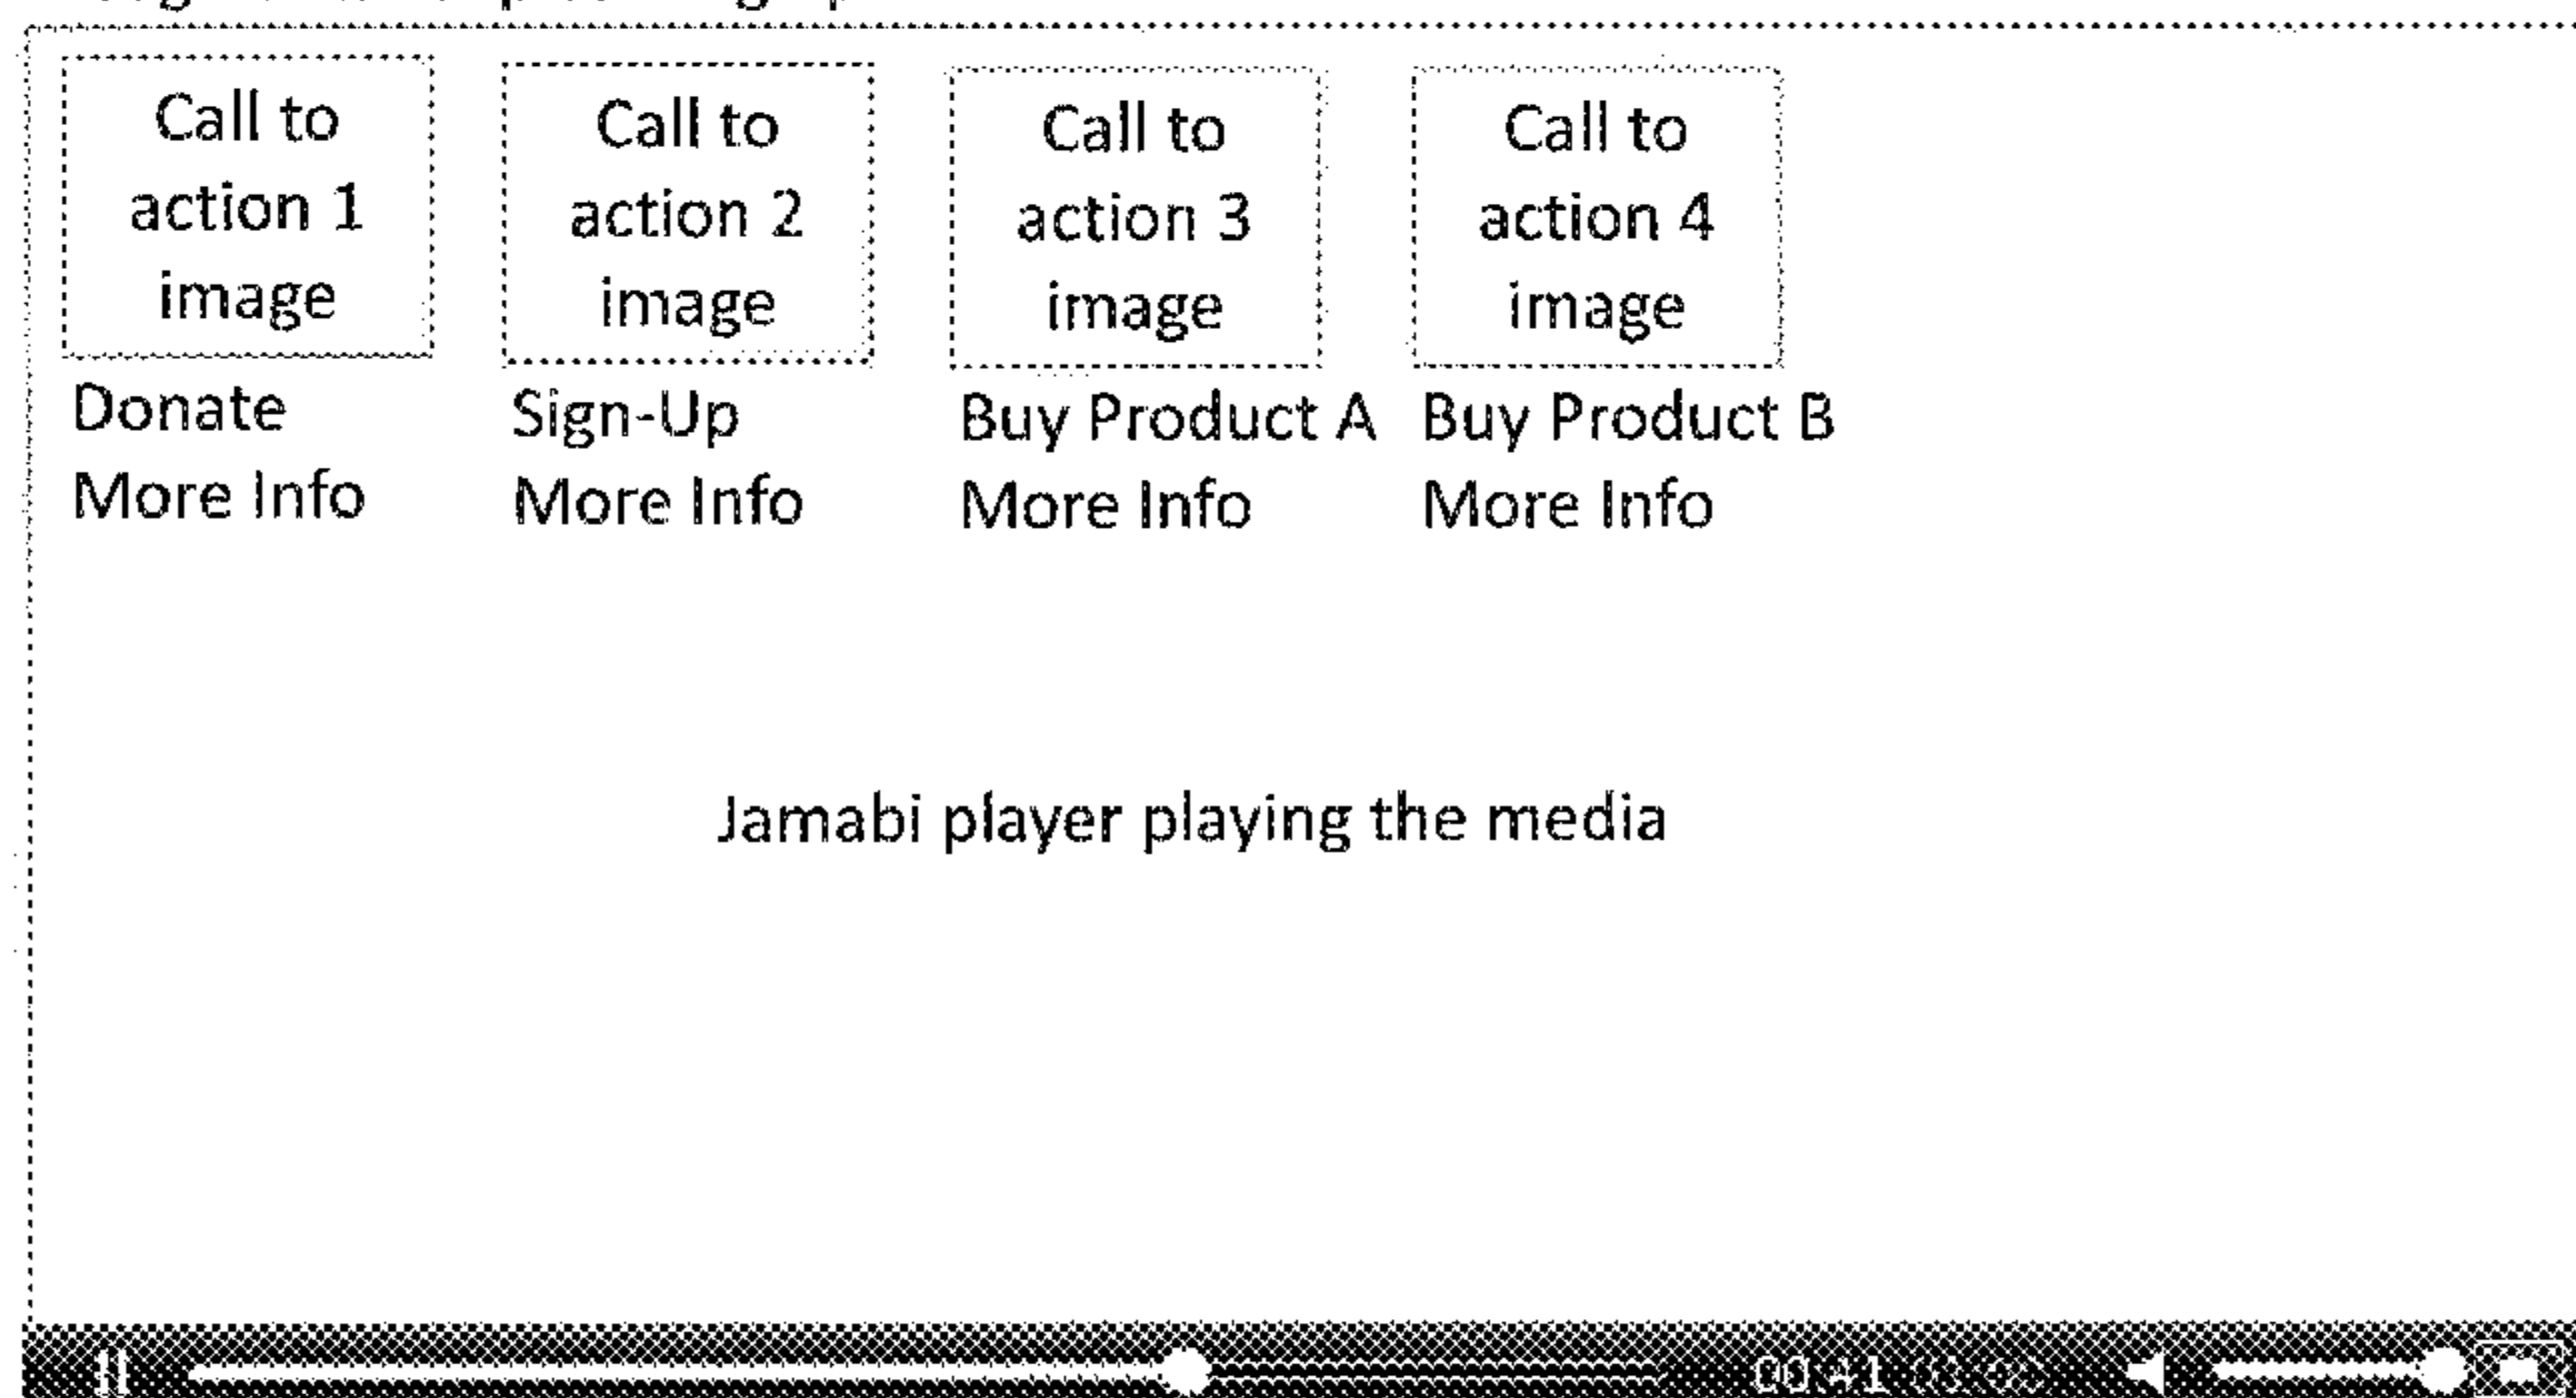 Call to
action 1
image
Donate
More Info
Call to
action 2
image
Sign-Up
More Info
Call to
action 3
image
Buy Product A
More Info
Call to
action 4
image
Buy Product B
More Info
Jamabi player playing the media